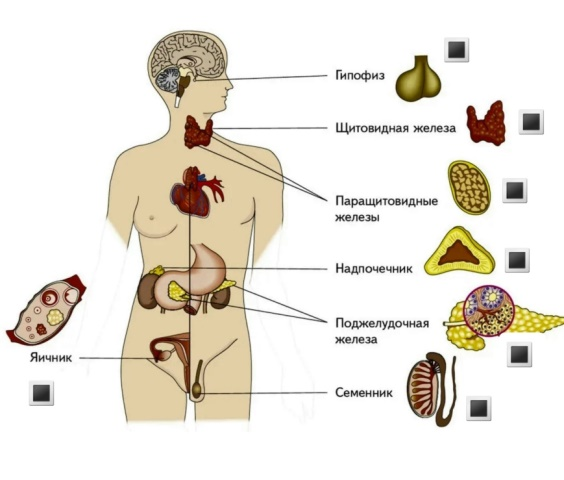 Гипофиз
Щитовидная железа
Паращитовидные
железы
Надпочечник
Поджелудочная
железа
Яичник
Семенник